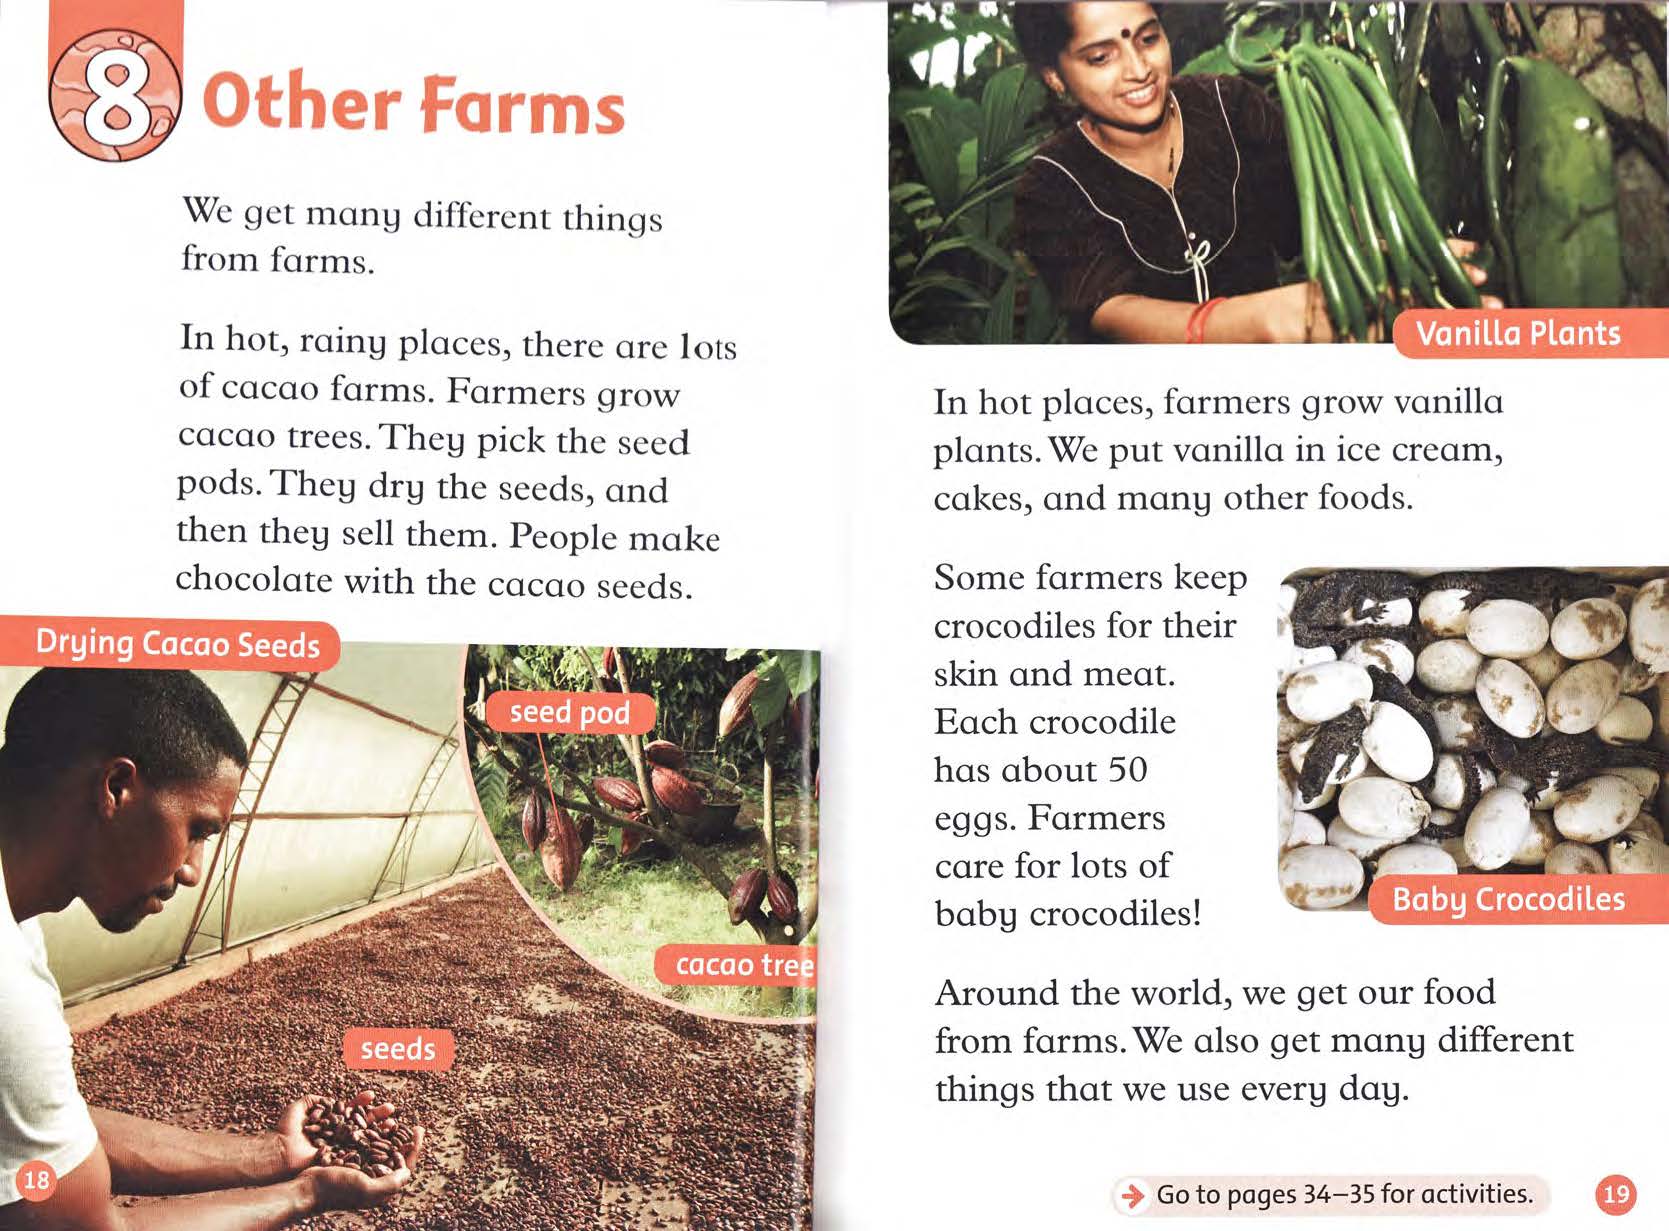 8
Other Farms
We get many different things
from farms.
In hot, rainy places, there are lots
of cacao farms. Farmers grow
cacao trees. They pick the seed
pods. They dry the seeds, and
then they sell them. People make
chocolate with the cacao seeds.
Drying Cacao Seeds
seed pod
cacao tree
seeds
18
Vanilla Plants
In hot places, farmers grow vanilla
plants. We put vanilla in ice cream,
cakes, and many other foods.
Some farmers keep
crocodiles for their
skin and meat.
Each crocodile
has about 50
eggs. Farmers
care for lots of
baby crocodiles!
Baby Crocodiles
Around the world, we get our food
from farms. We also get many different
things that we use every day.
Go to pages 34–35 for activities.
19